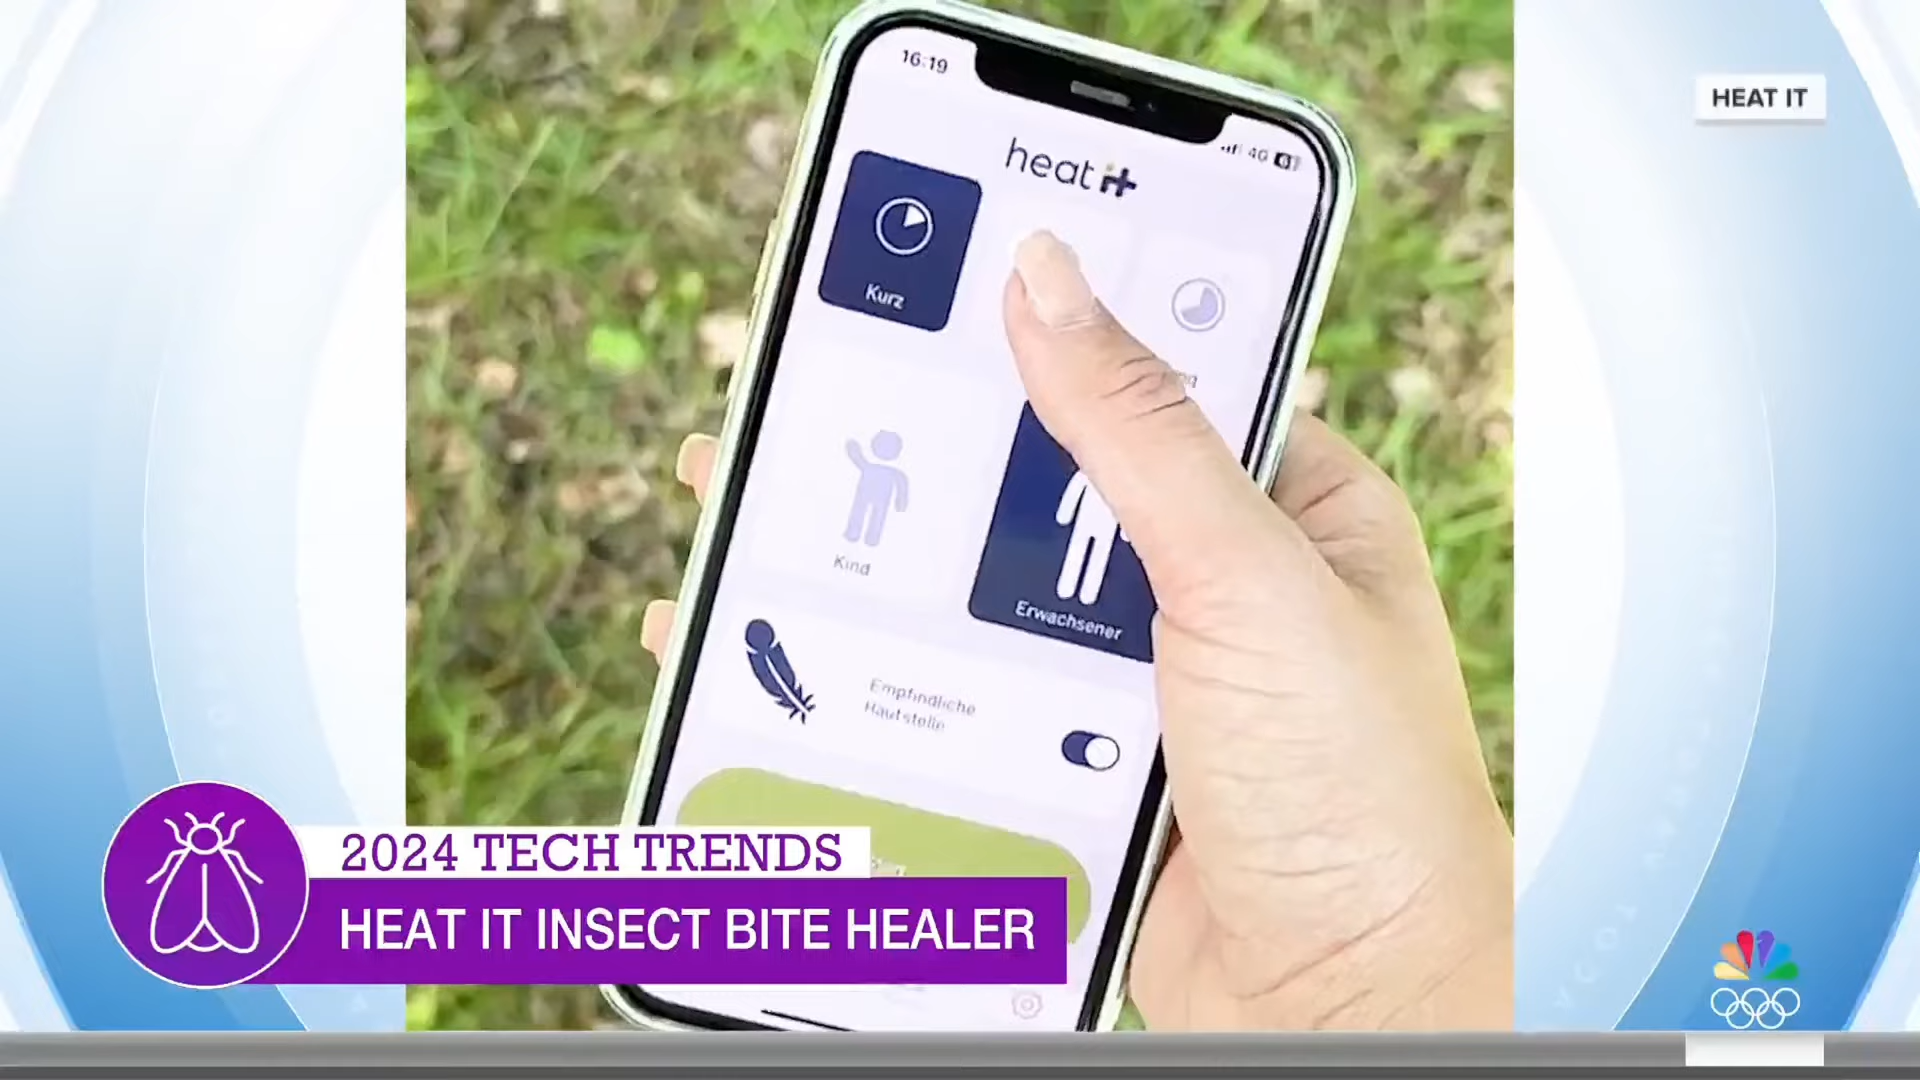 HEAT IT
16:19
4G
heat it
Kurz
Kind
Erwachsener
Empfindliche
Hautstelle
2024 TECH TRENDS
HEAT IT INSECT BITE HEALER